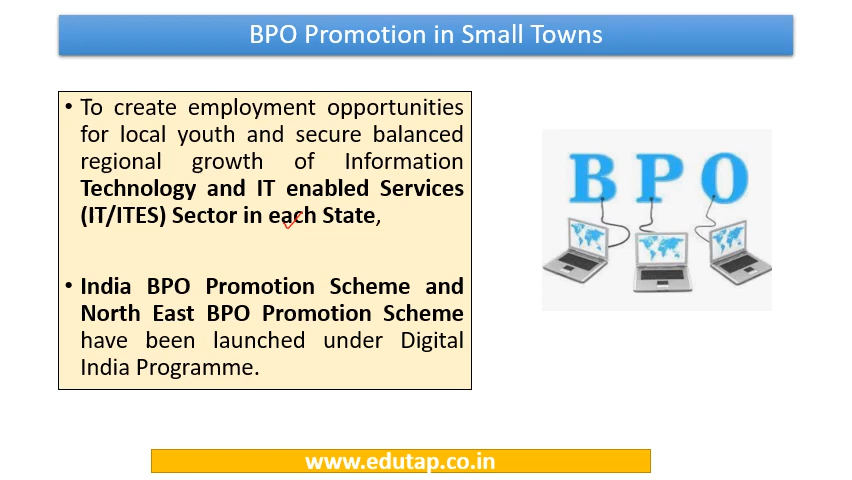 BPO Promotion in Small Towns
• To create employment opportunities
for local youth and secure balanced
regional growth of Information
Technology and IT enabled Services
(IT/ITES) Sector in each State,
• India BPO Promotion Scheme and
North East BPO Promotion Scheme
have been launched under Digital
India Programme.
BPO
www.edutap.co.in